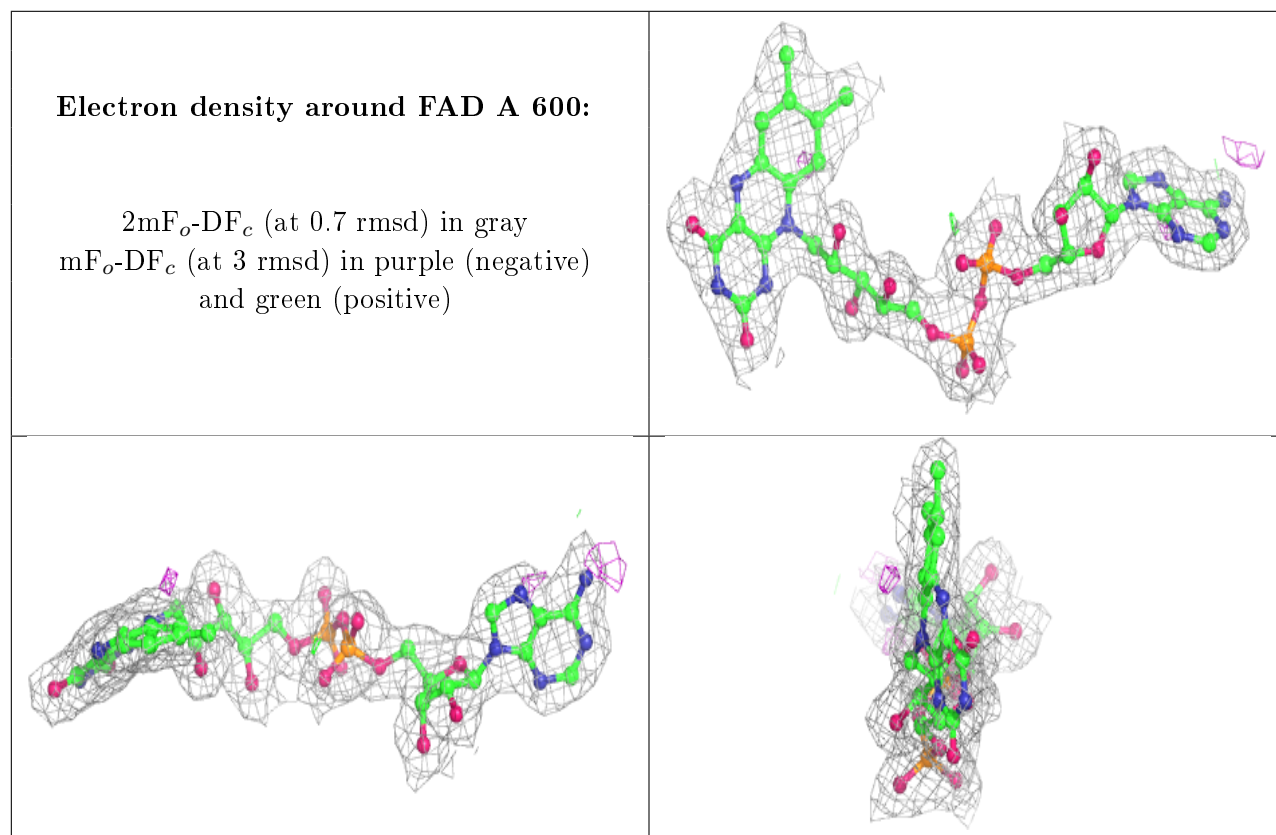 Electron density around FAD A 600:
2mFₒ-DF𝒸 (at 0.7 rmsd) in gray
mFₒ-DF𝒸 (at 3 rmsd) in purple (negative)
and green (positive)